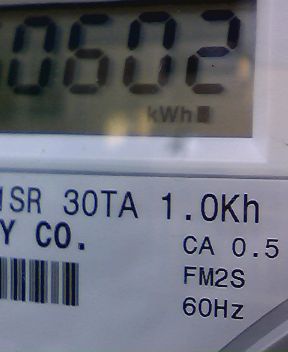 0602
kWh
SR 30TA 1.0Kh
Y CO.
CA 0.5
FM2S
60Hz